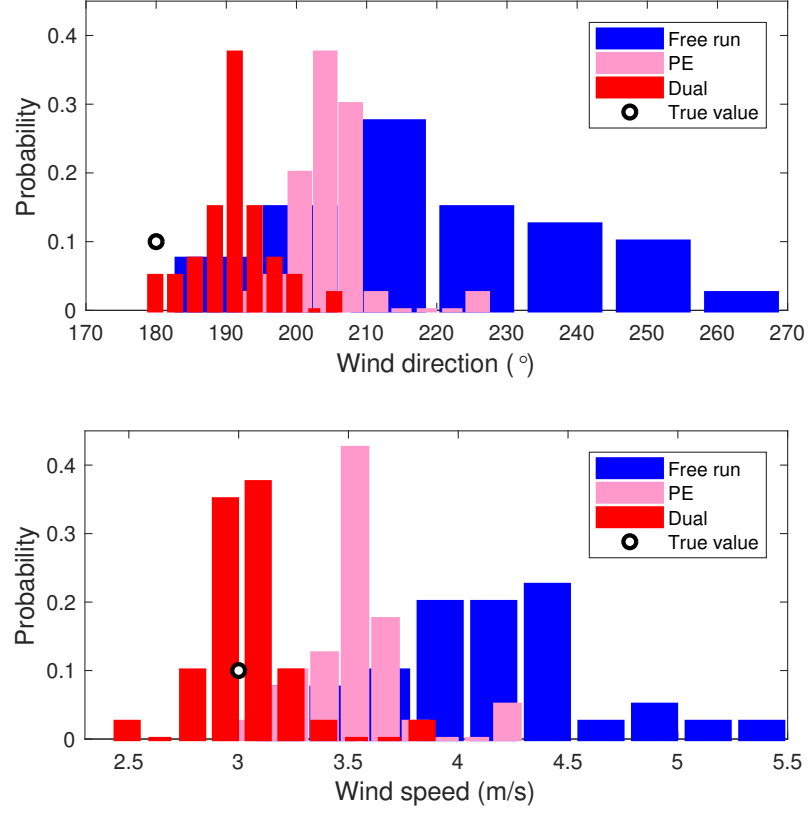 0.4
0.3
0.2
0.1
0
Probability
Free run
PE
Dual
True value
170 180 190 200 210 220 230 240 250 260 270
Wind direction (°)
0.4
0.3
0.2
0.1
0
Probability
Free run
PE
Dual
True value
2.5 3 3.5 4 4.5 5 5.5
Wind speed (m/s)